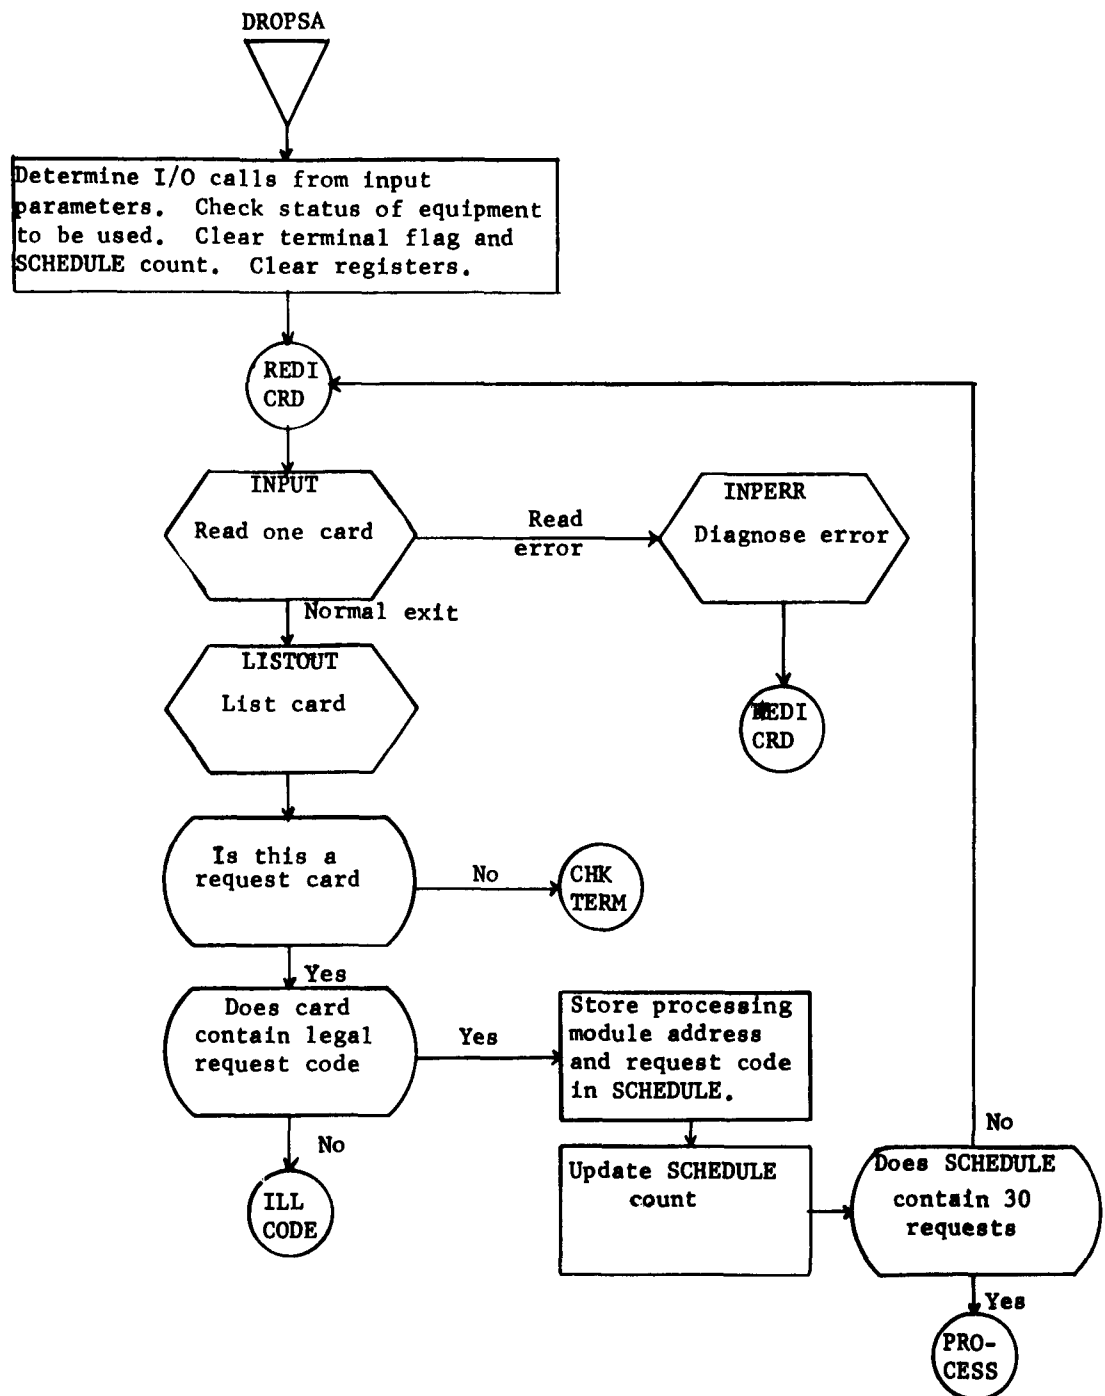 DROPSA
Determine I/O calls from input
parameters. Check status of equipment
to be used. Clear terminal flag and
SCHEDULE count. Clear registers.
REDI
CRD
INPUT
Read one card
Read
error
INPERR
Diagnose error
Normal exit
LISTOUT
List card
REDI
CRD
Is this a
request card
No
CHK
TERM
Yes
Does card
contain legal
request code
Yes
Store processing
module address
and request code
in SCHEDULE.
No
ILL
CODE
Update SCHEDULE
count
No
Does SCHEDULE
contain 30
requests
Yes
PRO-
CESS